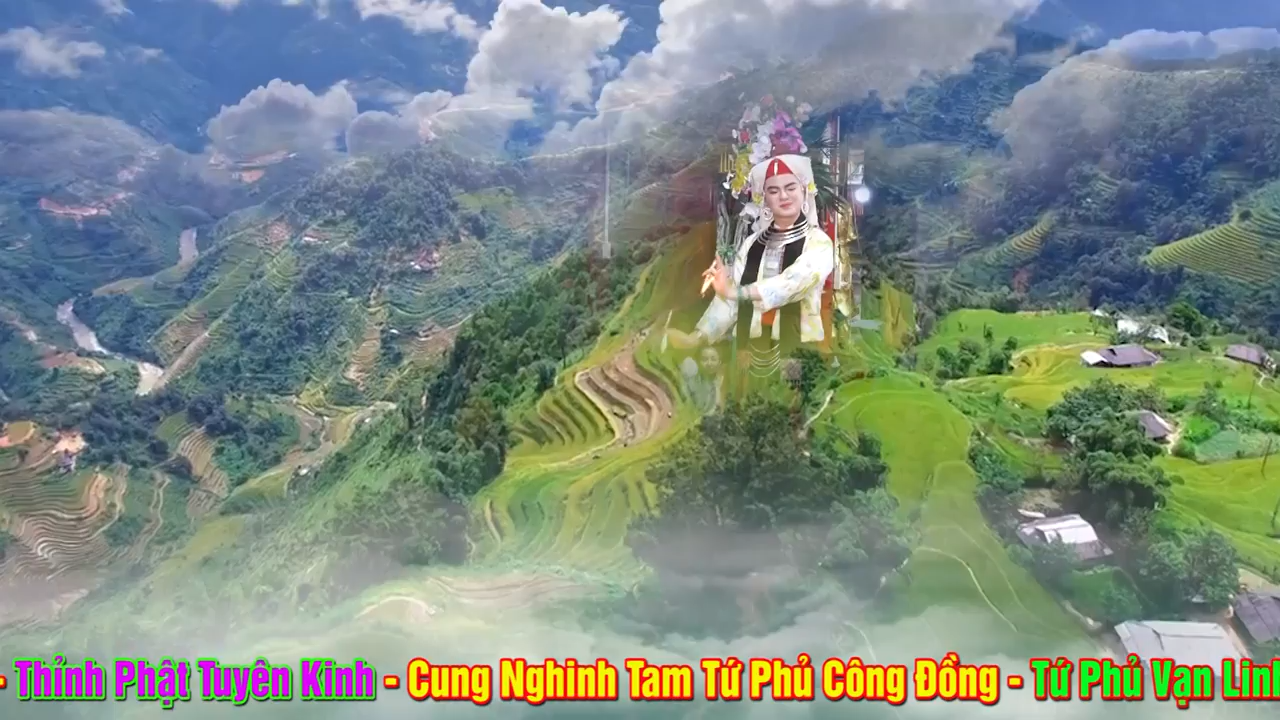 - Thỉnh Phật Tuyên Kinh - Cung Nghinh Tam Tứ Phủ Công Đồng - Tứ Phủ Vạn Linh